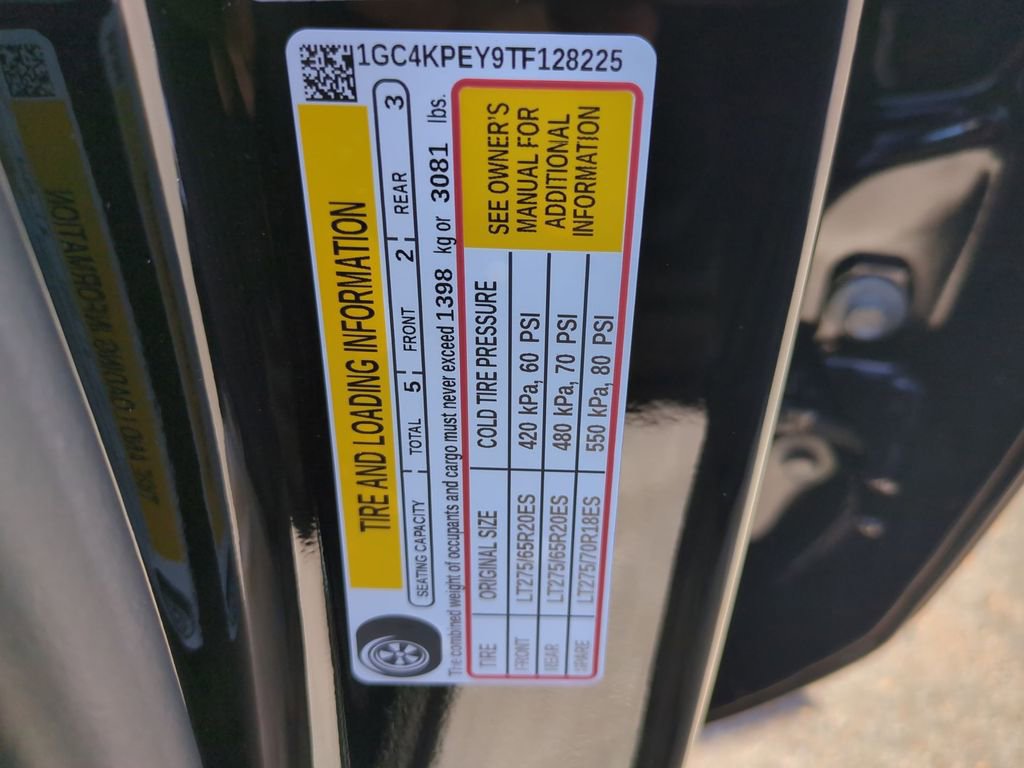 1GC4KPEY9TF128225
TIRE AND LOADING INFORMATION
SEATING CAPACITY TOTAL 5 FRONT 2 REAR 3
The combined weight of occupants and cargo must never exceed 1398 kg or 3081 lbs.
TIRE ORIGINAL SIZE COLD TIRE PRESSURE
FRONT LT275/65R20ES 420 kPa, 60 PSI
REAR LT275/65R20ES 480 kPa, 70 PSI
SPARE LT275/70R18ES 550 kPa, 80 PSI
SEE OWNER'S
MANUAL FOR
ADDITIONAL
INFORMATION